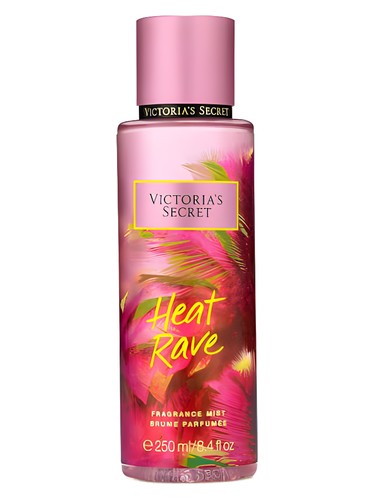 VICTORIA'S SECRET
VICTORIA'S
SECRET
Heat
Rave
FRAGRANCE MIST
BRUME PARFUMÉE
℮ 250 ml/8.4 fl oz